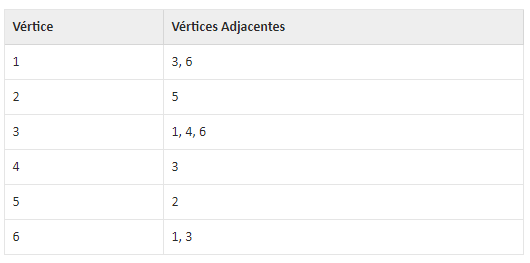 Vértice Vértices Adjacentes
1 3, 6
2 5
3 1, 4, 6
4 3
5 2
6 1, 3